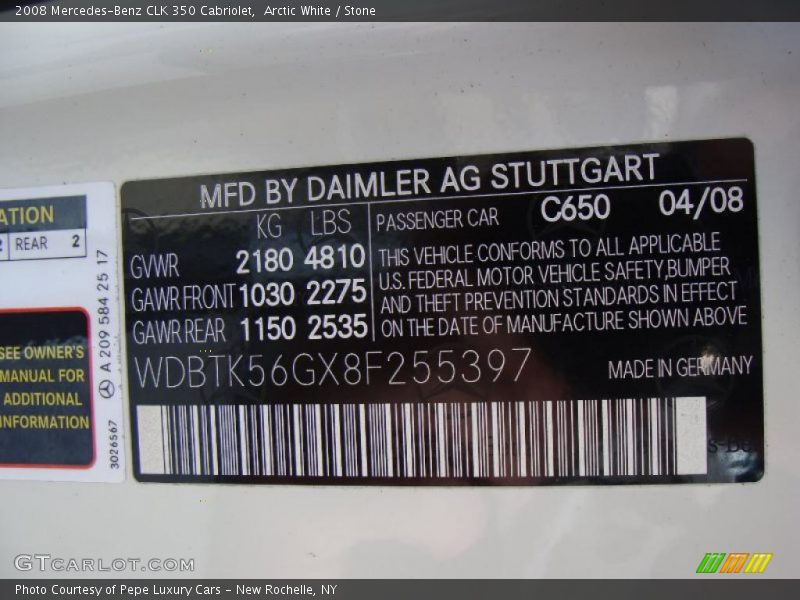 2008 Mercedes-Benz CLK 350 Cabriolet,  Arctic White / Stone
ATION
2 REAR 2
SEE OWNER'S
MANUAL FOR
ADDITIONAL
INFORMATION
A 209 584 25 17
3026567
MFD BY DAIMLER AG STUTTGART
KG LBS
GVWR 2180 4810
GAWR FRONT 1030 2275
GAWR REAR 1150 2535
PASSENGER CAR C650 04/08
THIS VEHICLE CONFORMS TO ALL APPLICABLE
U.S. FEDERAL MOTOR VEHICLE SAFETY,BUMPER
AND THEFT PREVENTION STANDARDS IN EFFECT
ON THE DATE OF MANUFACTURE SHOWN ABOVE
WDBTK56GX8F255397
MADE IN GERMANY
GTCARLOT.COM
Photo Courtesy of Pepe Luxury Cars - New Rochelle, NY